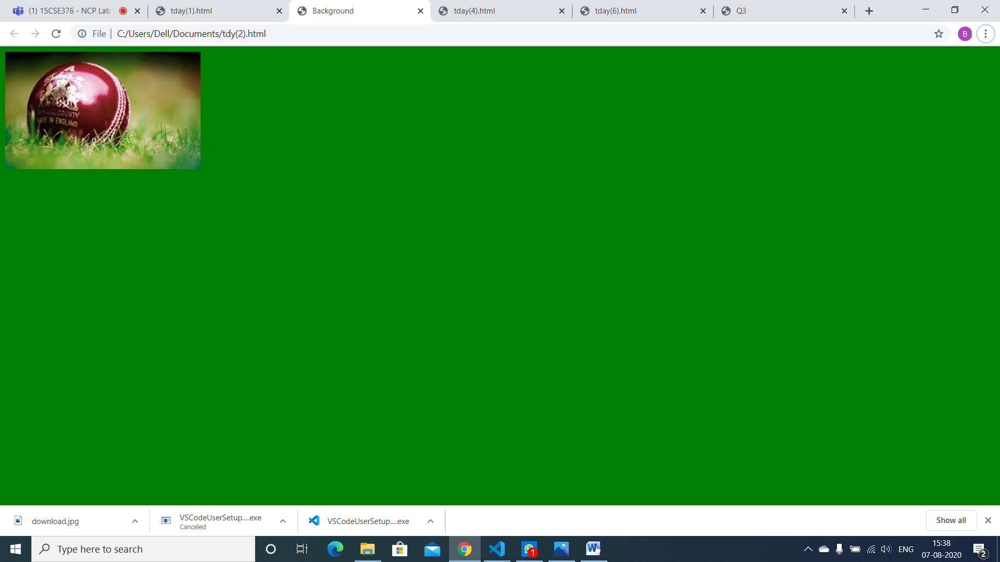 (1) 15CSE376 - NCP Lab
tday(1).html
Background
tday(4).html
tday(6).html
Q3
File
C:/Users/Dell/Documents/tdy(2).html
B
A
SPECIAL COUNTY
MADE IN ENGLAND
download.jpg
VSCodeUserSetup....exe
Canceled
VSCodeUserSetup....exe
Show all
Type here to search
1
ENG
15:38
07-08-2020
2